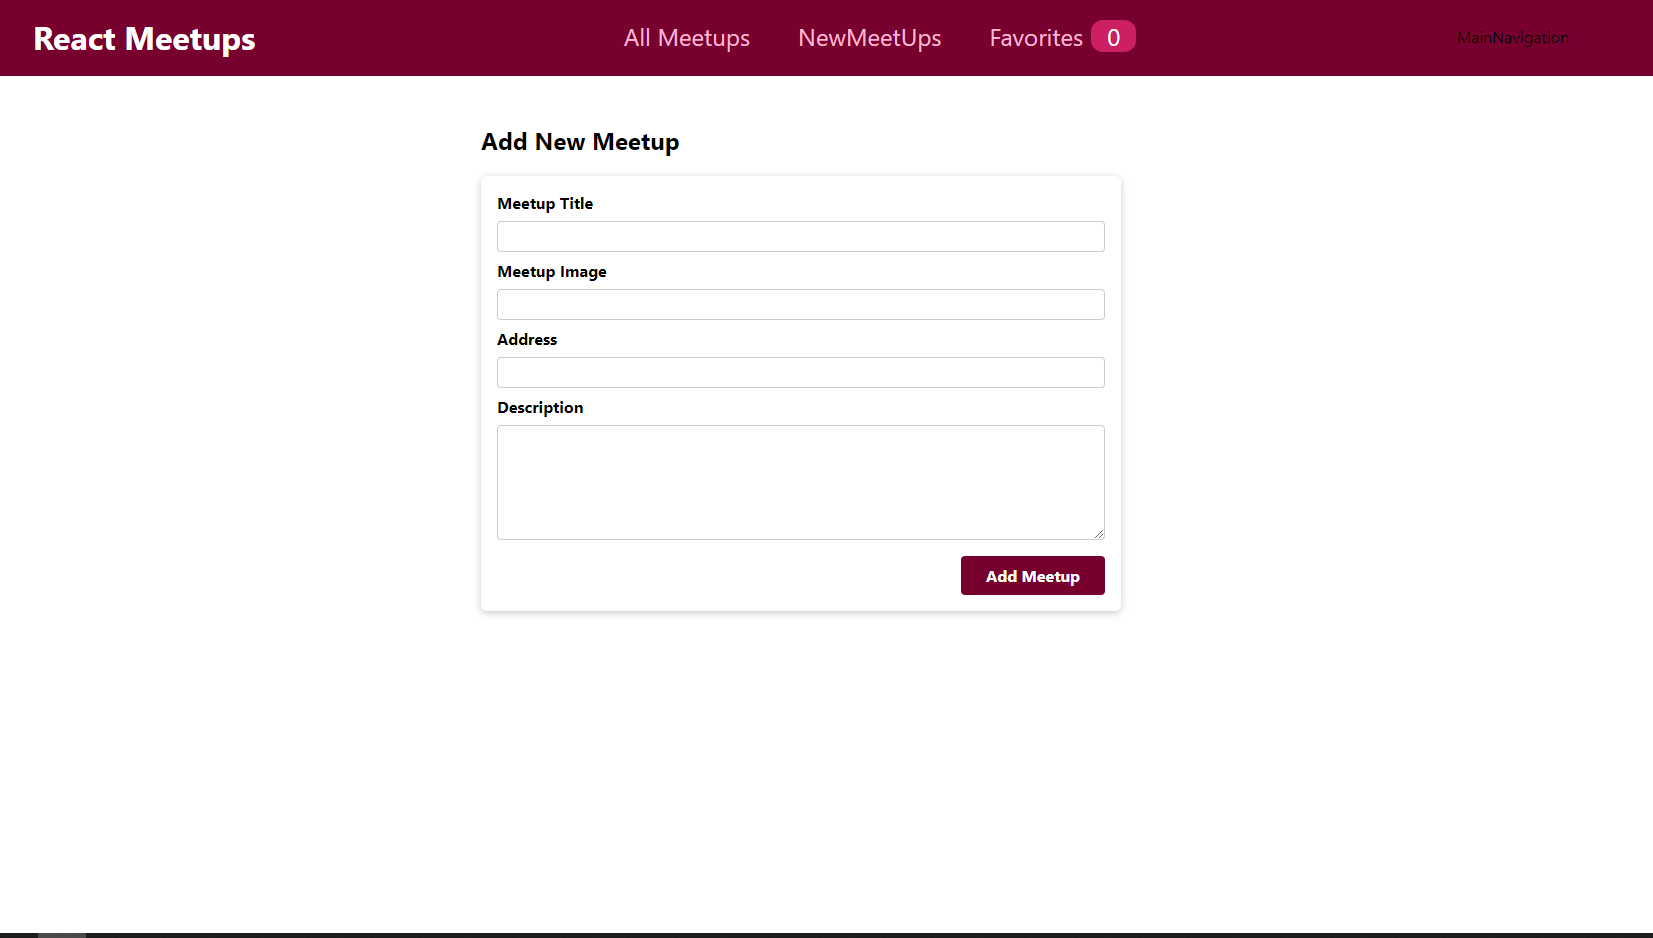 React Meetups
All Meetups
NewMeetUps
Favorites 0
MainNavigation
Add New Meetup
Meetup Title
Meetup Image
Address
Description
Add Meetup